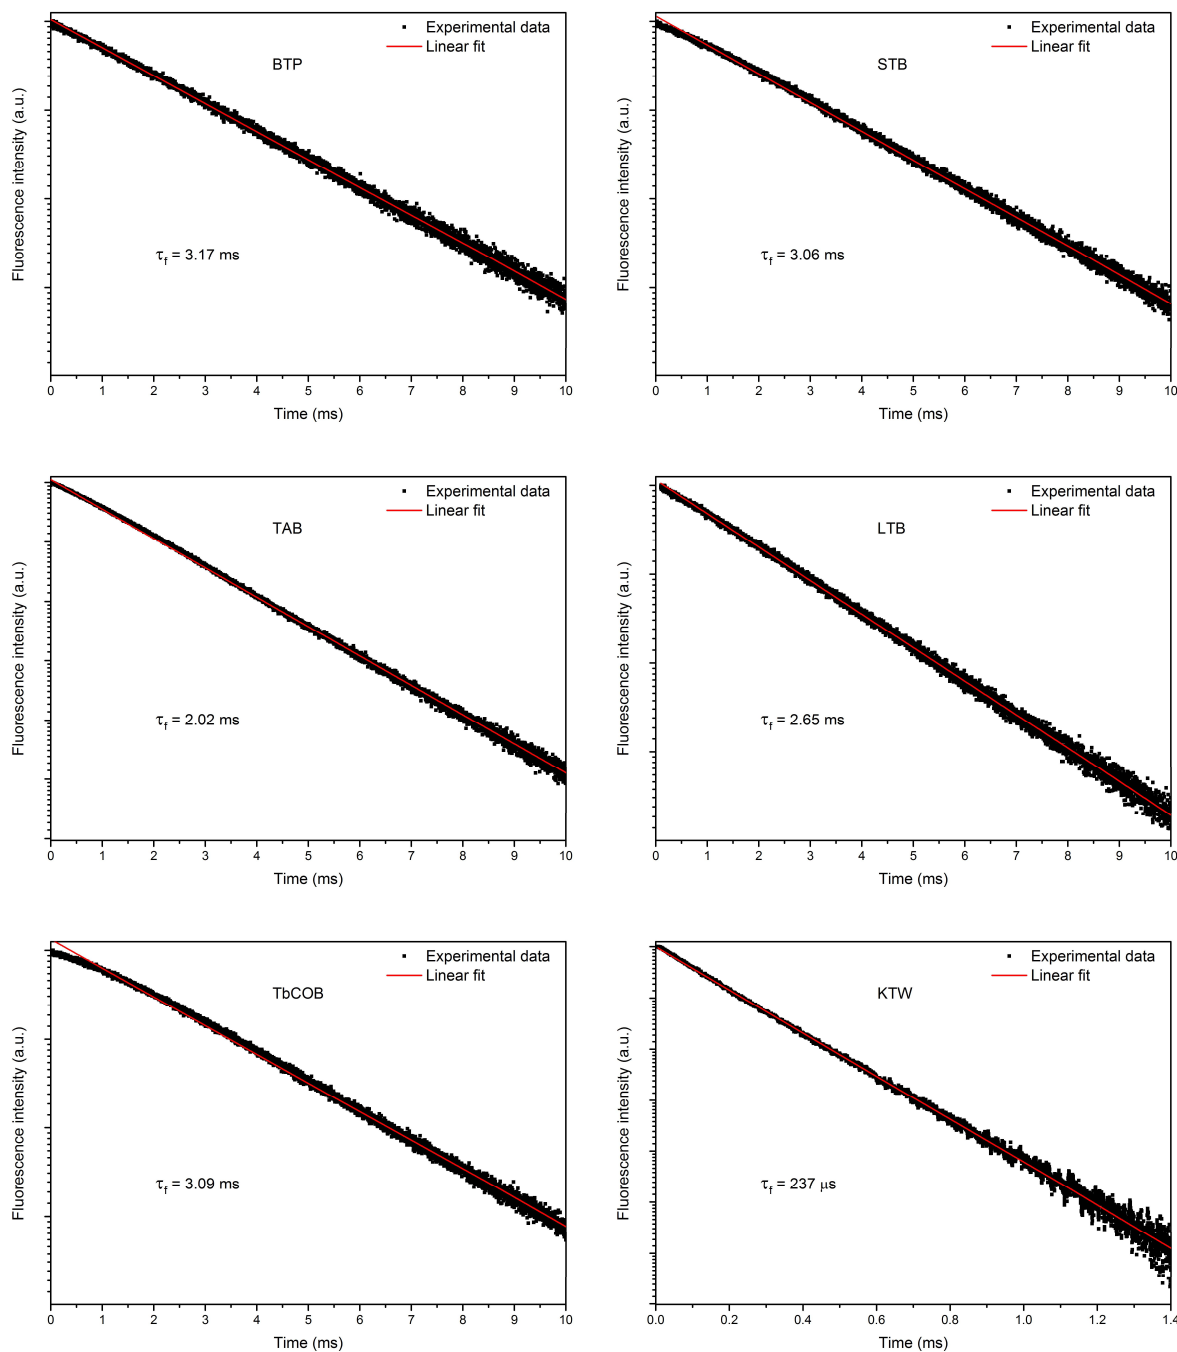 Experimental data
Linear fit
BTP
τf = 3.17 ms
Fluorescence intensity (a.u.)
0 1 2 3 4 5 6 7 8 9 10
Time (ms)
Experimental data
Linear fit
STB
τf = 3.06 ms
Fluorescence intensity (a.u.)
0 1 2 3 4 5 6 7 8 9 10
Time (ms)
Experimental data
Linear fit
TAB
τf = 2.02 ms
Fluorescence intensity (a.u.)
0 1 2 3 4 5 6 7 8 9 10
Time (ms)
Experimental data
Linear fit
LTB
τf = 2.65 ms
Fluorescence intensity (a.u.)
0 1 2 3 4 5 6 7 8 9 10
Time (ms)
Experimental data
Linear fit
TbCOB
τf = 3.09 ms
Fluorescence intensity (a.u.)
0 1 2 3 4 5 6 7 8 9 10
Time (ms)
Experimental data
Linear fit
KTW
τf = 237 μs
Fluorescence intensity (a.u.)
0.0 0.2 0.4 0.6 0.8 1.0 1.2 1.4
Time (ms)